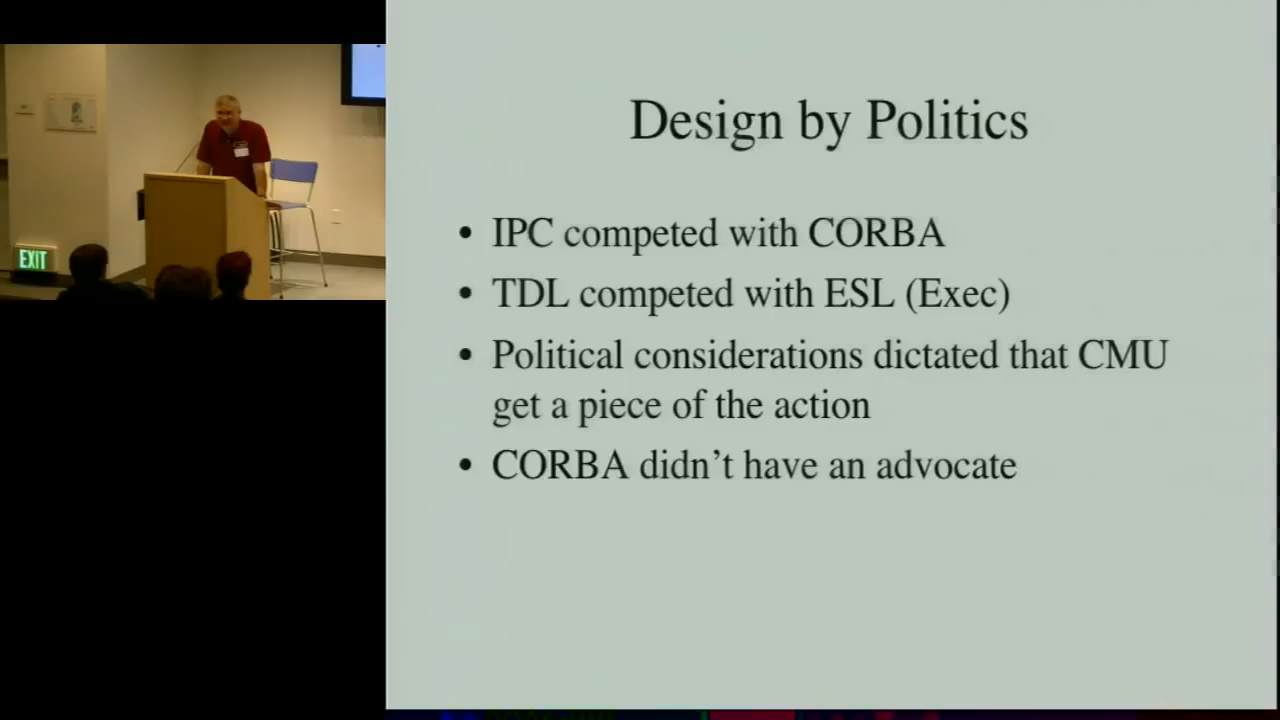 Design by Politics
• IPC competed with CORBA
• TDL competed with ESL (Exec)
• Political considerations dictated that CMU
get a piece of the action
• CORBA didn't have an advocate
EXIT